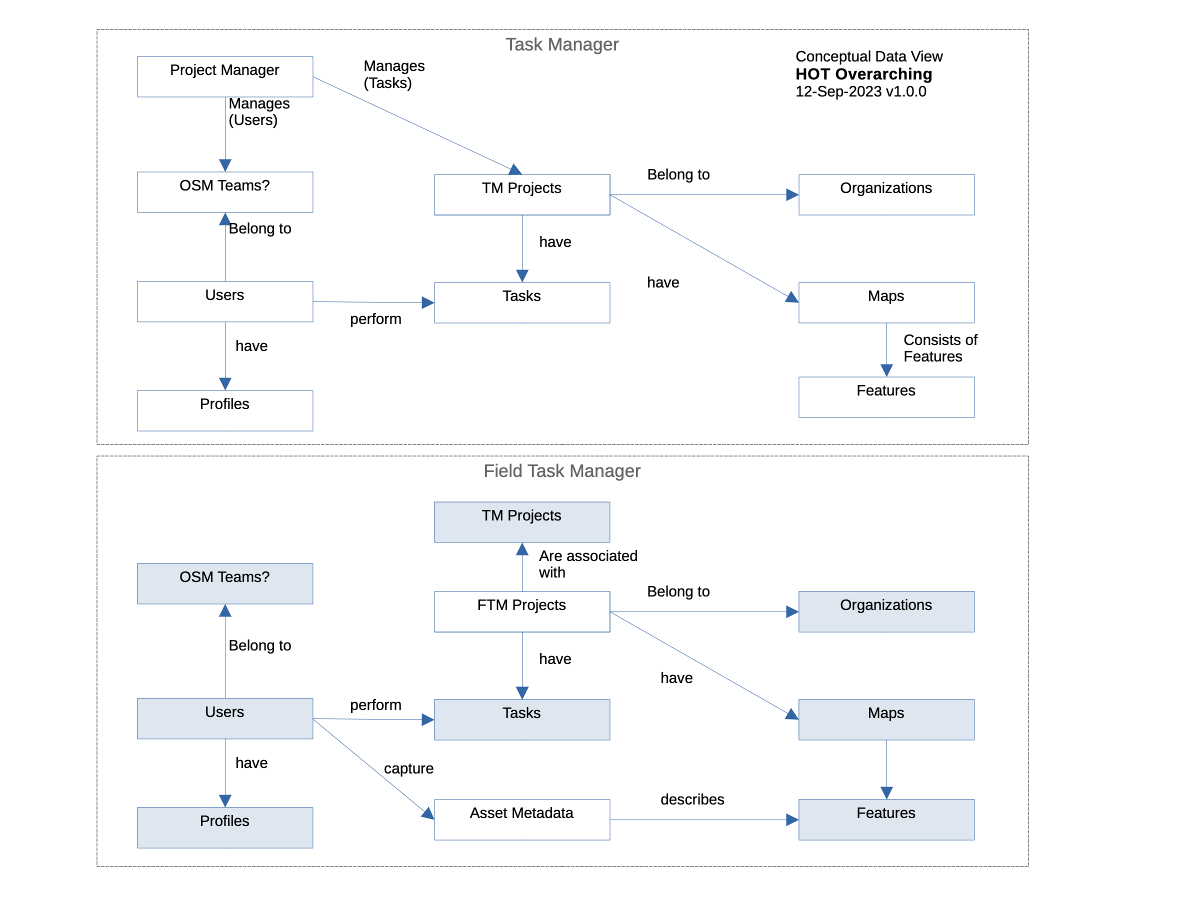 Task Manager
Conceptual Data View
HOT Overarching
12-Sep-2023 v1.0.0
Project Manager
Manages
(Tasks)
Manages
(Users)
OSM Teams?
TM Projects
Belong to
Organizations
Belong to
have
have
Users
perform
Tasks
Maps
have
Consists of
Features
Profiles
Features
Field Task Manager
TM Projects
Are associated
with
OSM Teams?
FTM Projects
Belong to
Organizations
Belong to
have
have
Users
perform
Tasks
Maps
have
capture
describes
Profiles
Asset Metadata
Features